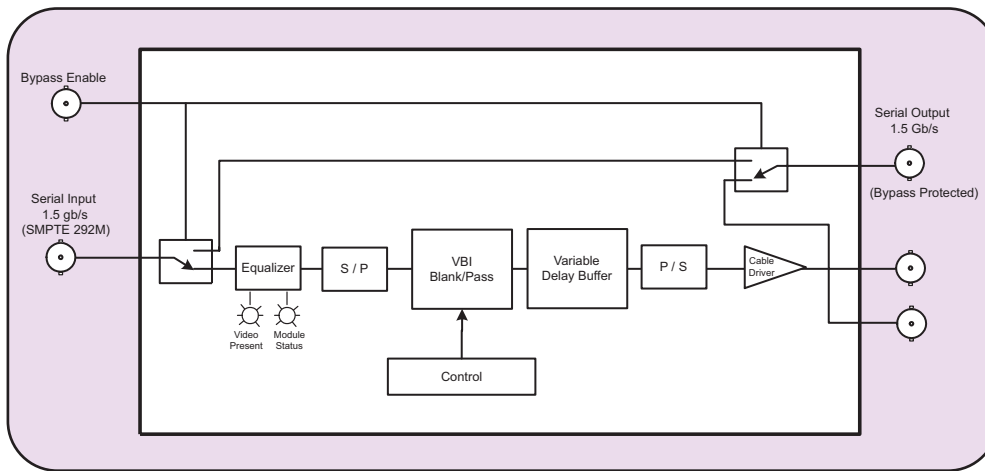 Bypass Enable
Serial Output
1.5 Gb/s
(Bypass Protected)
Serial Input
1.5 gb/s
(SMPTE 292M)
Equalizer
S / P
VBI
Blank/Pass
Variable
Delay Buffer
P / S
Cable
Driver
Video
Present
Module
Status
Control